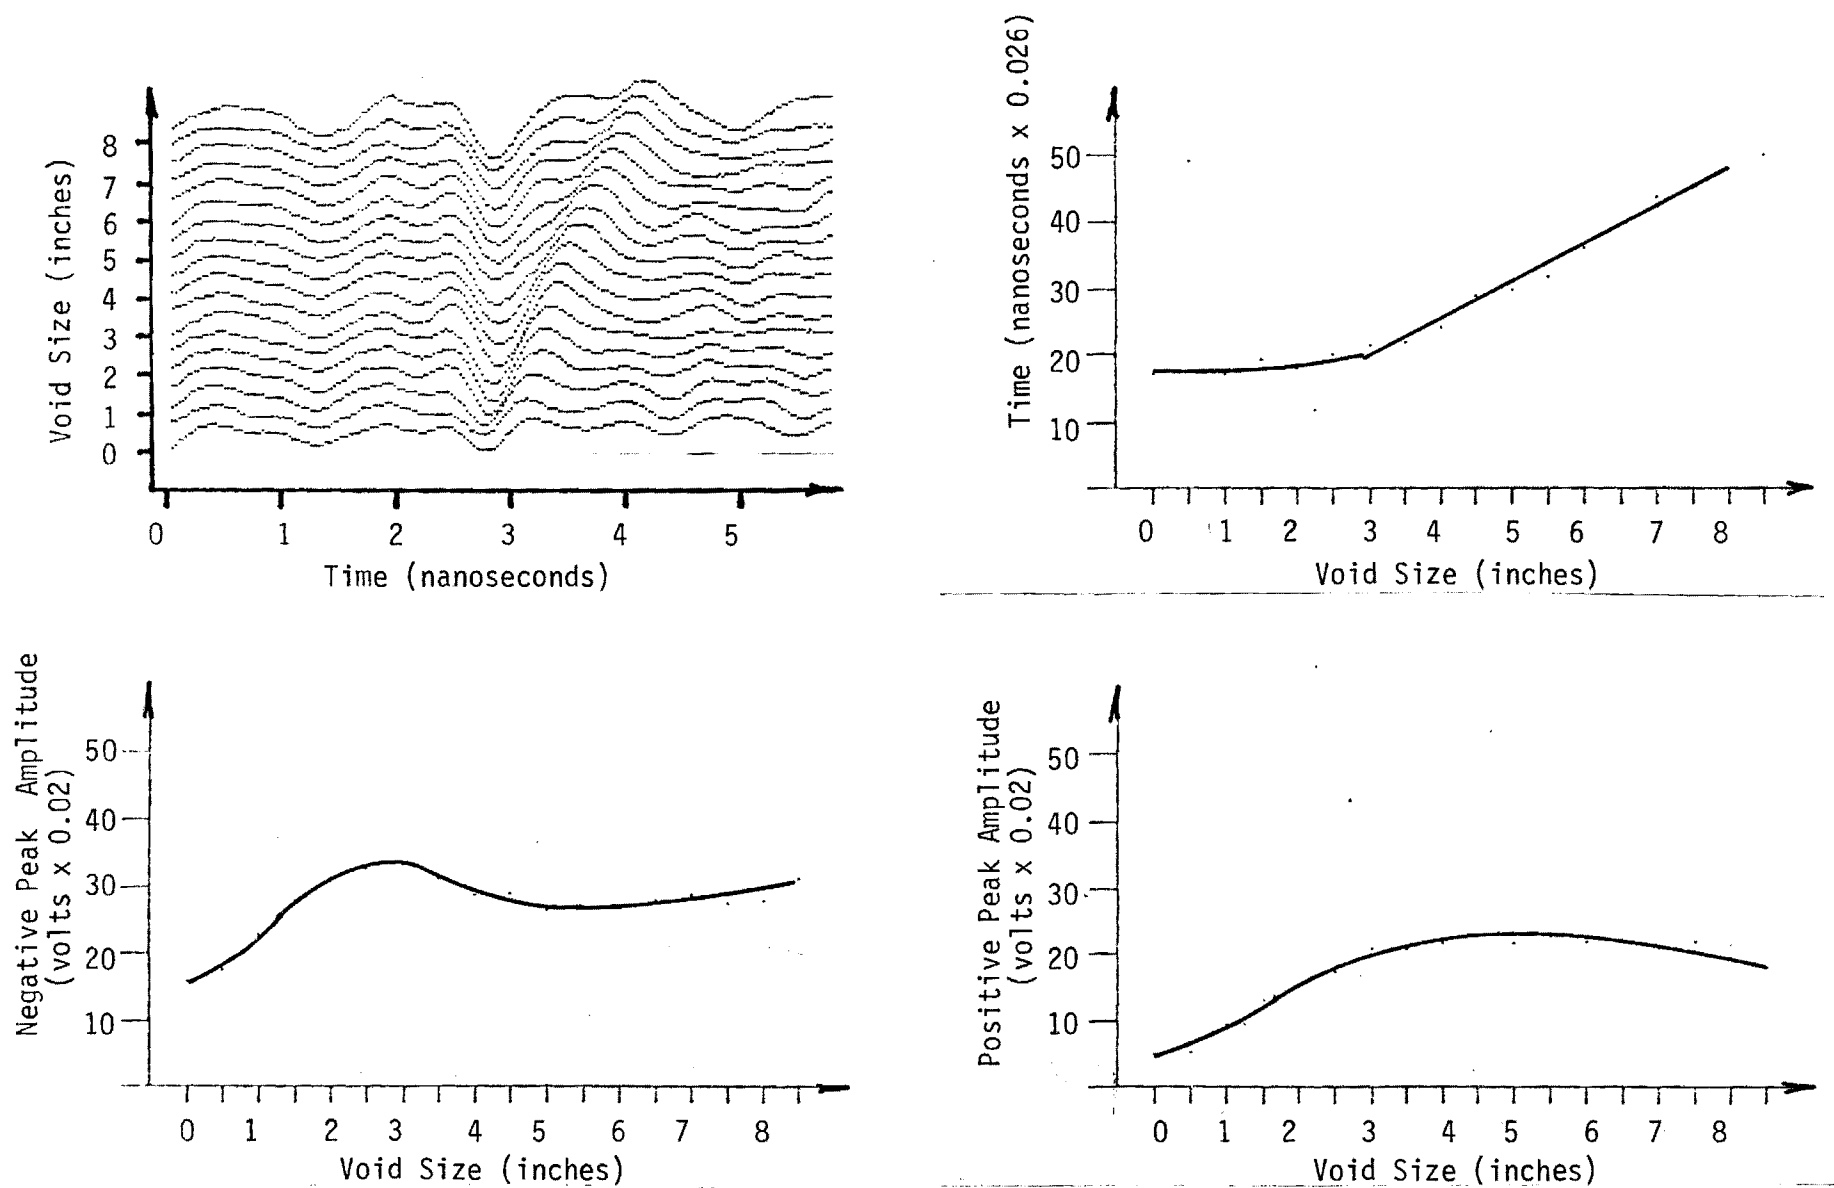 Void Size (inches)
8
7
6
5
4
3
2
1
0
0 1 2 3 4 5
Time (nanoseconds)
Time (nanoseconds x 0.026)
50
40
30
20
10
0 1 2 3 4 5 6 7 8
Void Size (inches)
Negative Peak Amplitude
(volts x 0.02)
50
40
30
20
10
0 1 2 3 4 5 6 7 8
Void Size (inches)
Positive Peak Amplitude
(volts x 0.02)
50
40
30
20
10
0 1 2 3 4 5 6 7 8
Void Size (inches)